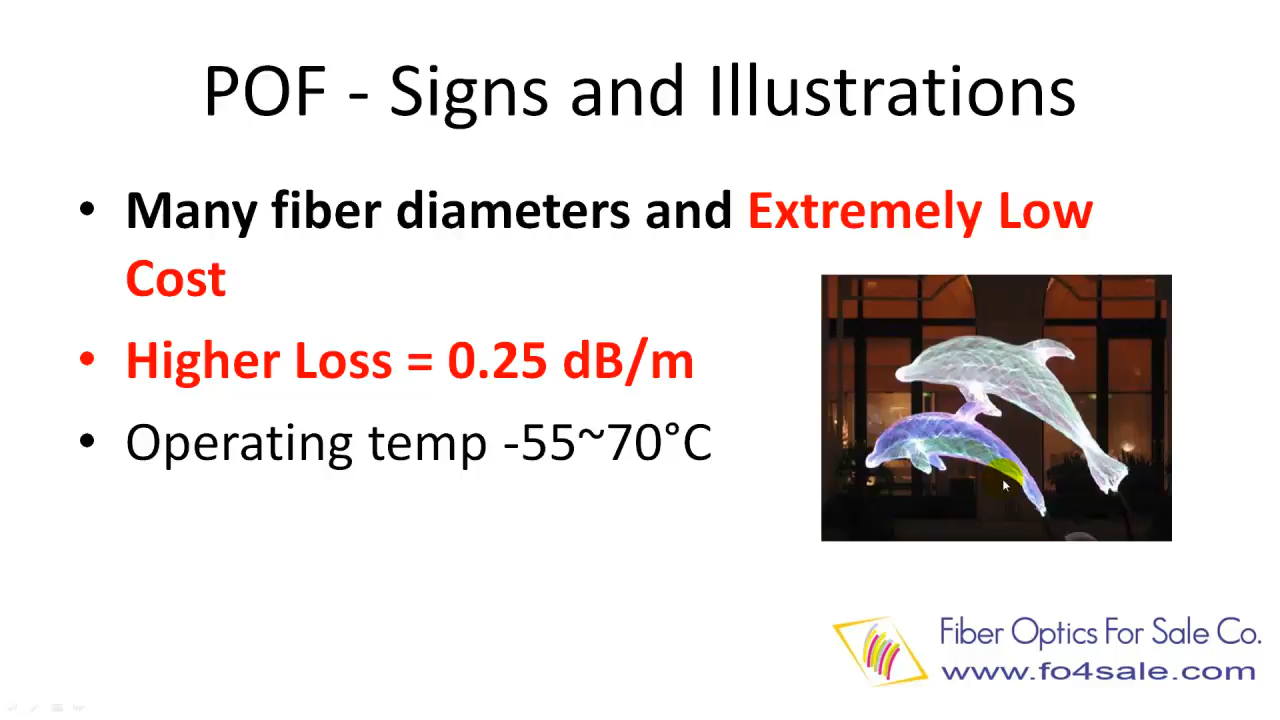 POF - Signs and Illustrations
• Many fiber diameters and Extremely Low
Cost
• Higher Loss = 0.25 dB/m
• Operating temp -55~70°C
Fiber Optics For Sale Co.
www.fo4sale.com